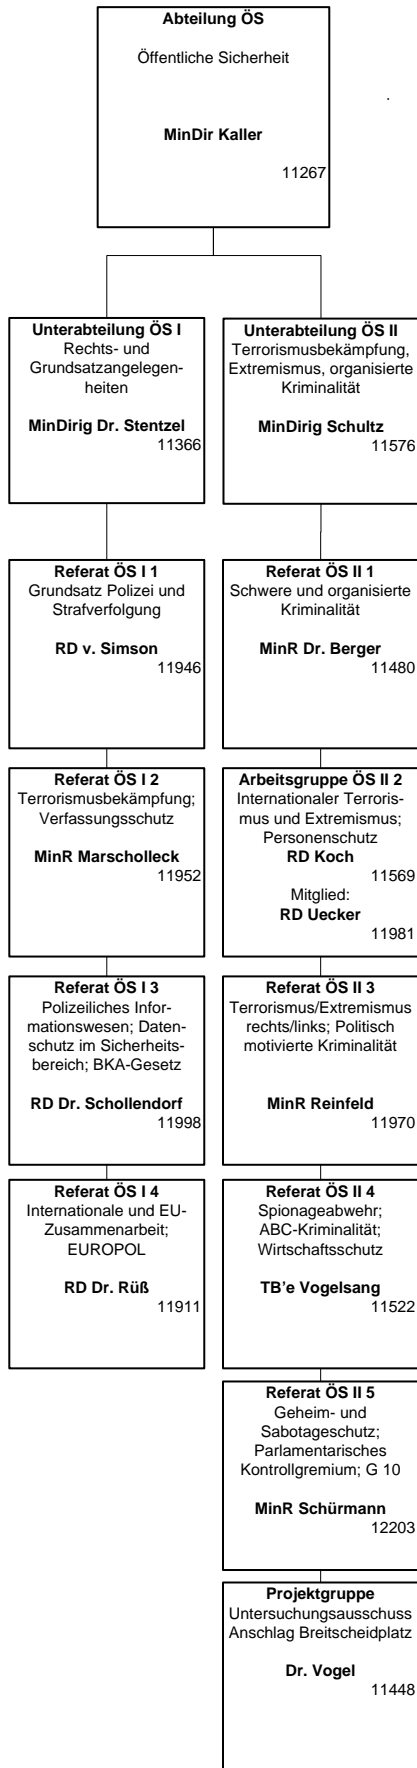 Abteilung ÖS
Öffentliche Sicherheit
.
MinDir Kaller
11267
Unterabteilung ÖS I
Rechts- und
Grundsatzangelegen-
heiten
MinDirig Dr. Stentzel
11366
Referat ÖS I 1
Grundsatz Polizei und
Strafverfolgung
RD v. Simson
11946
Referat ÖS I 2
Terrorismusbekämpfung;
Verfassungsschutz
MinR Marscholleck
11952
Referat ÖS I 3
Polizeiliches Infor-
mationswesen; Daten-
schutz im Sicherheits-
bereich; BKA-Gesetz
RD Dr. Schollendorf
11998
Referat ÖS I 4
Internationale und EU-
Zusammenarbeit;
EUROPOL
RD Dr. Rüß
11911
Unterabteilung ÖS II
Terrorismusbekämpfung,
Extremismus, organisierte
Kriminalität
MinDirig Schultz
11576
Referat ÖS II 1
Schwere und organisierte
Kriminalität
MinR Dr. Berger
11480
Arbeitsgruppe ÖS II 2
Internationaler Terroris-
mus und Extremismus;
Personenschutz
RD Koch
11569
Mitglied:
RD Uecker
11981
Referat ÖS II 3
Terrorismus/Extremismus
rechts/links; Politisch
motivierte Kriminalität
MinR Reinfeld
11970
Referat ÖS II 4
Spionageabwehr;
ABC-Kriminalität;
Wirtschaftsschutz
TB'e Vogelsang
11522
Referat ÖS II 5
Geheim- und
Sabotageschutz;
Parlamentarisches
Kontrollgremium; G 10
MinR Schürmann
12203
Projektgruppe
Untersuchungsausschuss
Anschlag Breitscheidplatz
Dr. Vogel
11448